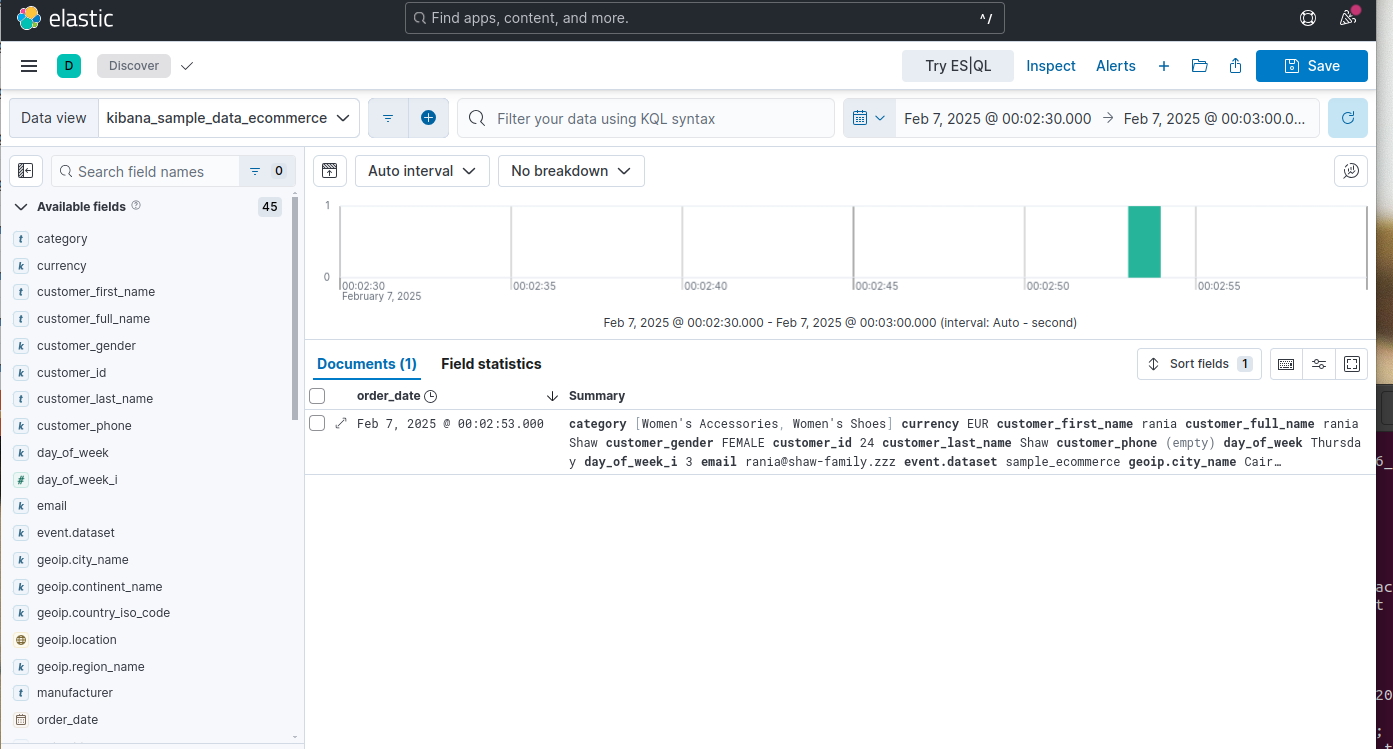 elastic
Find apps, content, and more.
^/
D
Discover
Try ES|QL
Inspect
Alerts
Save
Data view
kibana_sample_data_ecommerce
Filter your data using KQL syntax
Feb 7, 2025 @ 00:02:30.000 → Feb 7, 2025 @ 00:03:00.0...
Search field names
0
Auto interval
No breakdown
Available fields
45
category
currency
customer_first_name
customer_full_name
customer_gender
customer_id
customer_last_name
customer_phone
day_of_week
day_of_week_i
email
event.dataset
geoip.city_name
geoip.continent_name
geoip.country_iso_code
geoip.location
geoip.region_name
manufacturer
order_date
1
0
00:02:30
00:02:35
00:02:40
00:02:45
00:02:50
00:02:55
February 7, 2025
Feb 7, 2025 @ 00:02:30.000 - Feb 7, 2025 @ 00:03:00.000 (interval: Auto - second)
Documents (1)
Field statistics
Sort fields
1
order_date
Summary
Feb 7, 2025 @ 00:02:53.000
category [Women's Accessories, Women's Shoes] currency EUR customer_first_name rania customer_full_name rania
Shaw customer_gender FEMALE customer_id 24 customer_last_name Shaw customer_phone (empty) day_of_week Thursda
y day_of_week_i 3 email rania@shaw-family.zzz event.dataset sample_ecommerce geoip.city_name Cair…